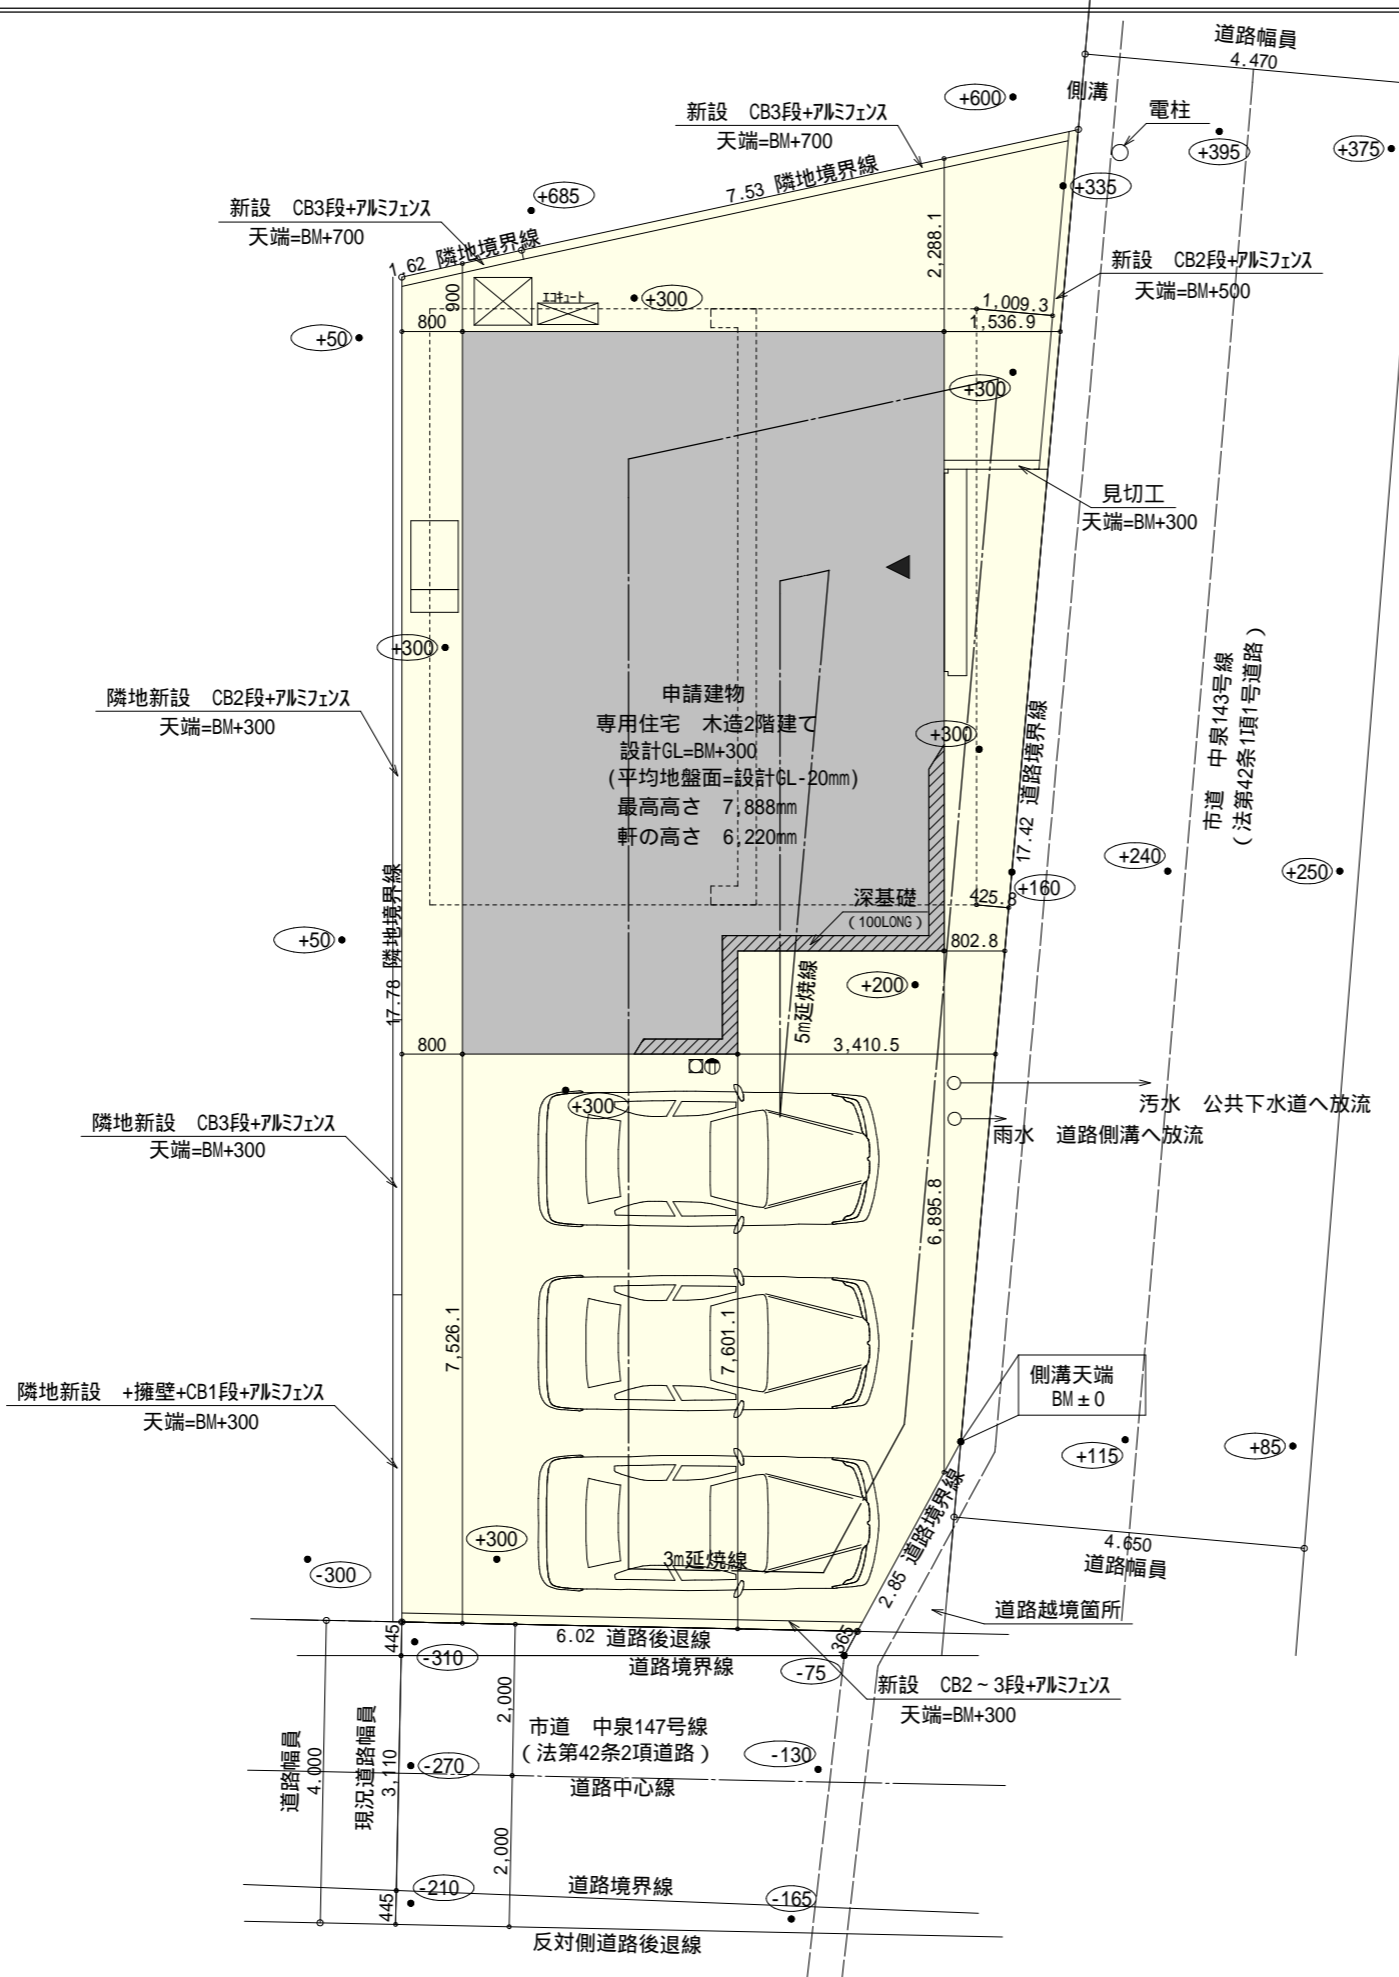 道路幅員
4.470
側溝
電柱
+600
+395
+375
新設　CB3段+アルミフェンス
天端=BM+700
+335
7.53 隣地境界線
+685
新設　CB3段+アルミフェンス
天端=BM+700
1.62 隣地境界線
2,288.1
新設　CB2段+アルミフェンス
天端=BM+500
900
エコキュート
+300
1,009.3
1,536.9
800
+50
+300
見切工
天端=BM+300
+300
隣地新設　CB2段+アルミフェンス
天端=BM+300
申請建物
専用住宅　木造2階建て
設計GL=BM+300
(平均地盤面=設計GL-20mm)
最高高さ　7,888mm
軒の高さ　6,220mm
+300
17.42 道路境界線
市道　中泉143号線
(法第42条1項1号道路)
+240
+250
+160
425.8
深基礎
(100LONG)
802.8
17.78 隣地境界線
+50
+200
5m延焼線
800
3,410.5
+300
汚水　公共下水道へ放流
雨水　道路側溝へ放流
隣地新設　CB3段+アルミフェンス
天端=BM+300
6,895.8
7,526.1
7,601.1
側溝天端
BM±0
隣地新設　+擁壁+CB1段+アルミフェンス
天端=BM+300
+115
+85
+300
3m延焼線
-300
2.85 道路境界線
4.650
道路幅員
道路越境箇所
445
6.02 道路後退線
365
-310
道路境界線
-75
新設　CB2~3段+アルミフェンス
天端=BM+300
2,000
市道　中泉147号線
(法第42条2項道路)
-130
道路幅員
4.000
現況道路幅員
3,110
-270
道路中心線
2,000
-210
道路境界線
-165
445
反対側道路後退線